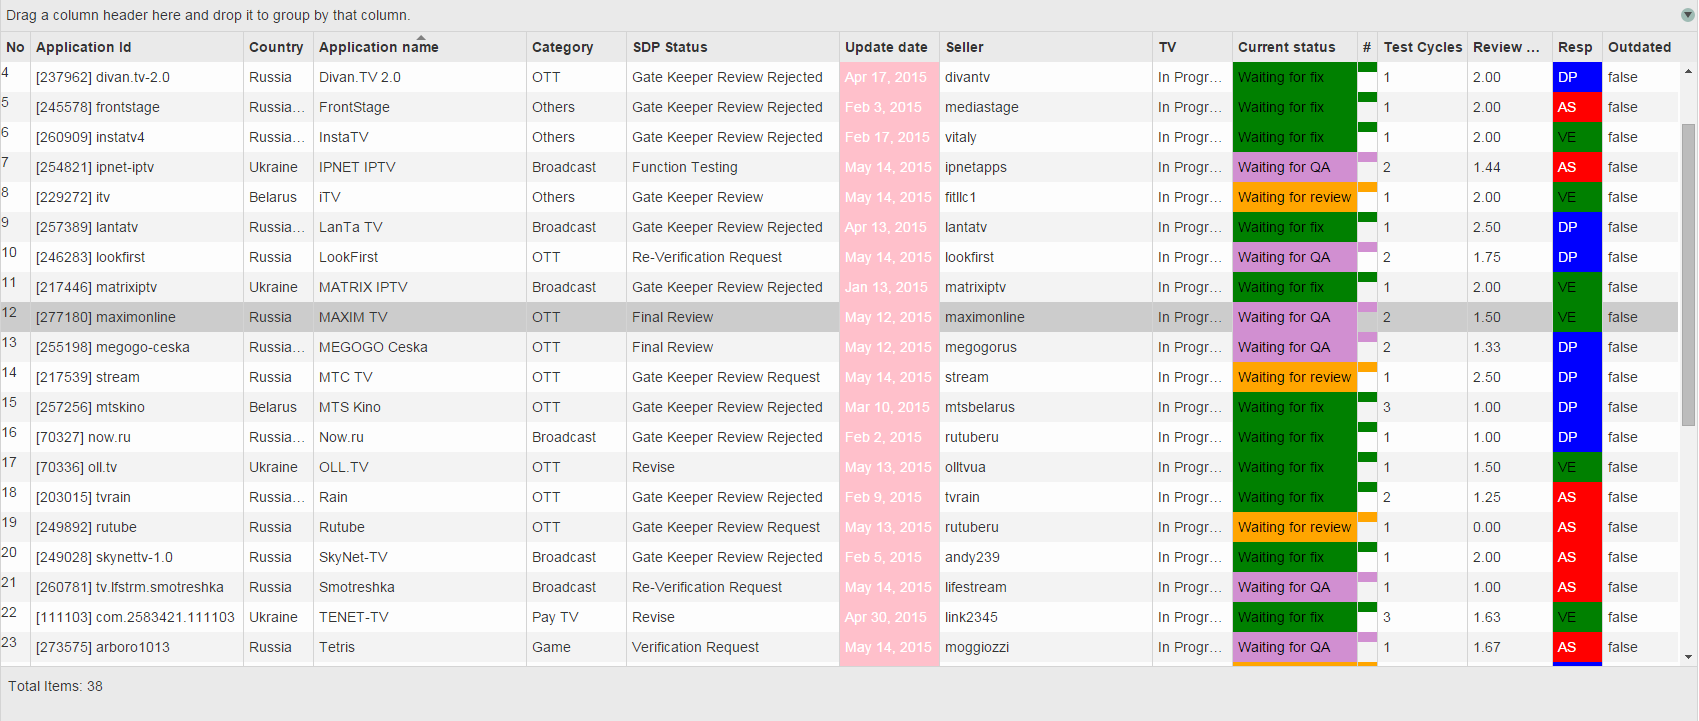 Drag a column header here and drop it to group by that column.
No Application Id Country Application name Category SDP Status Update date Seller TV Current status # Test Cycles Review ... Resp Outdated
4 [237962] divan.tv-2.0 Russia Divan.TV 2.0 OTT Gate Keeper Review Rejected Apr 17, 2015 divantv In Progr... Waiting for fix 1 2.00 DP false
5 [245578] frontstage Russia... FrontStage Others Gate Keeper Review Rejected Feb 3, 2015 mediastage In Progr... Waiting for fix 1 2.00 AS false
6 [260909] instatv4 Russia... InstaTV Others Gate Keeper Review Rejected Feb 17, 2015 vitaly In Progr... Waiting for fix 1 2.00 VE false
7 [254821] ipnet-iptv Ukraine IPNET IPTV Broadcast Function Testing May 14, 2015 ipnetapps In Progr... Waiting for QA 2 1.44 AS false
8 [229272] itv Belarus iTV Others Gate Keeper Review May 14, 2015 fitllc1 In Progr... Waiting for review 1 2.00 VE false
9 [257389] lantatv Russia... LanTa TV Broadcast Gate Keeper Review Rejected Apr 13, 2015 lantatv In Progr... Waiting for fix 1 2.50 DP false
10 [246283] lookfirst Russia LookFirst OTT Re-Verification Request May 14, 2015 lookfirst In Progr... Waiting for QA 2 1.75 DP false
11 [217446] matrixiptv Ukraine MATRIX IPTV Broadcast Gate Keeper Review Rejected Jan 13, 2015 matrixiptv In Progr... Waiting for fix 1 2.00 VE false
12 [277180] maximonline Russia MAXIM TV OTT Final Review May 12, 2015 maximonline In Progr... Waiting for QA 2 1.50 VE false
13 [255198] megogo-ceska Russia... MEGOGO Ceska OTT Final Review May 12, 2015 megogorus In Progr... Waiting for QA 2 1.33 DP false
14 [217539] stream Russia MTC TV OTT Gate Keeper Review Request May 14, 2015 stream In Progr... Waiting for review 1 2.50 DP false
15 [257256] mtskino Belarus MTS Kino OTT Gate Keeper Review Rejected Mar 10, 2015 mtsbelarus In Progr... Waiting for fix 3 1.00 DP false
16 [70327] now.ru Russia... Now.ru Broadcast Gate Keeper Review Rejected Feb 2, 2015 rutuberu In Progr... Waiting for fix 1 1.00 DP false
17 [70336] oll.tv Ukraine OLL.TV OTT Revise May 13, 2015 olltvua In Progr... Waiting for fix 1 1.50 VE false
18 [203015] tvrain Russia... Rain OTT Gate Keeper Review Rejected Feb 9, 2015 tvrain In Progr... Waiting for fix 2 1.25 AS false
19 [249892] rutube Russia Rutube OTT Gate Keeper Review Request May 13, 2015 rutuberu In Progr... Waiting for review 1 0.00 AS false
20 [249028] skynettv-1.0 Russia SkyNet-TV Broadcast Gate Keeper Review Rejected Feb 5, 2015 andy239 In Progr... Waiting for fix 1 2.00 AS false
21 [260781] tv.lfstrm.smotreshka Russia Smotreshka Broadcast Re-Verification Request May 14, 2015 lifestream In Progr... Waiting for QA 1 1.00 AS false
22 [111103] com.2583421.111103 Ukraine TENET-TV Pay TV Revise Apr 30, 2015 link2345 In Progr... Waiting for fix 3 1.63 VE false
23 [273575] arboro1013 Russia Tetris Game Verification Request May 14, 2015 moggiozzi In Progr... Waiting for QA 1 1.67 AS false
Total Items: 38